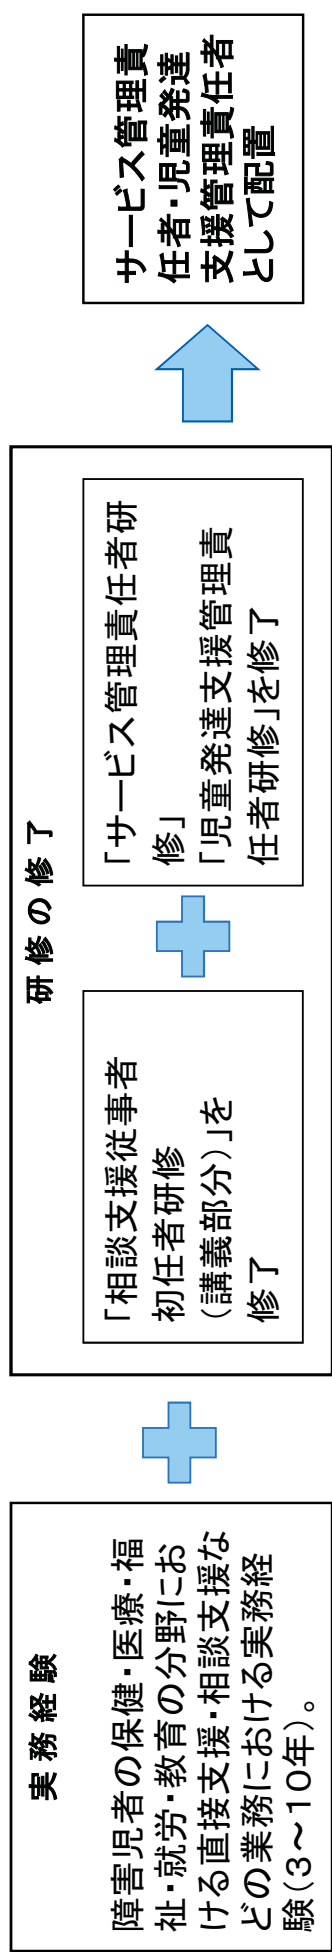 実務経験
障害児者の保健・医療・福
祉・就労・教育の分野にお
ける直接支援・相談支援な
どの業務における実務経
験（３～１０年）。
研修の修了
「相談支援従事者
初任者研修
（講義部分）」を
修了
「サービス管理責任者研
修」
「児童発達支援管理責
任者研修」を修了
サービス管理責
任者・児童発達
支援管理責任者
として配置